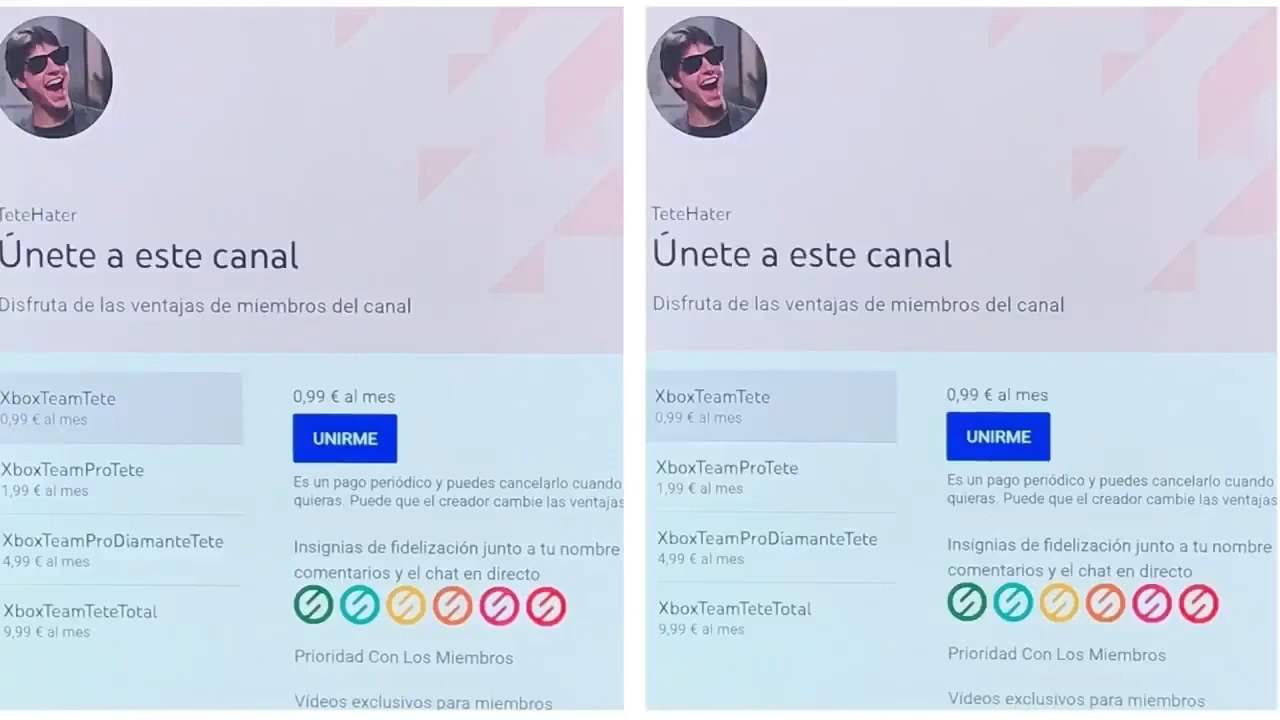 TeteHater
Únete a este canal
Disfruta de las ventajas de miembros del canal
XboxTeamTete
0,99 € al mes
XboxTeamProTete
1,99 € al mes
XboxTeamProDiamanteTete
4,99 € al mes
XboxTeamTeteTotal
9,99 € al mes
0,99 € al mes
UNIRME
Es un pago periódico y puedes cancelarlo cuando
quieras. Puede que el creador cambie las ventajas
Insignias de fidelización junto a tu nombre
comentarios y el chat en directo
Prioridad Con Los Miembros
Vídeos exclusivos para miembros
TeteHater
Únete a este canal
Disfruta de las ventajas de miembros del canal
XboxTeamTete
0,99 € al mes
XboxTeamProTete
1,99 € al mes
XboxTeamProDiamanteTete
4,99 € al mes
XboxTeamTeteTotal
9,99 € al mes
0,99 € al mes
UNIRME
Es un pago periódico y puedes cancelarlo cuando
quieras. Puede que el creador cambie las ventajas
Insignias de fidelización junto a tu nombre
comentarios y el chat en directo
Prioridad Con Los Miembros
Vídeos exclusivos para miembros